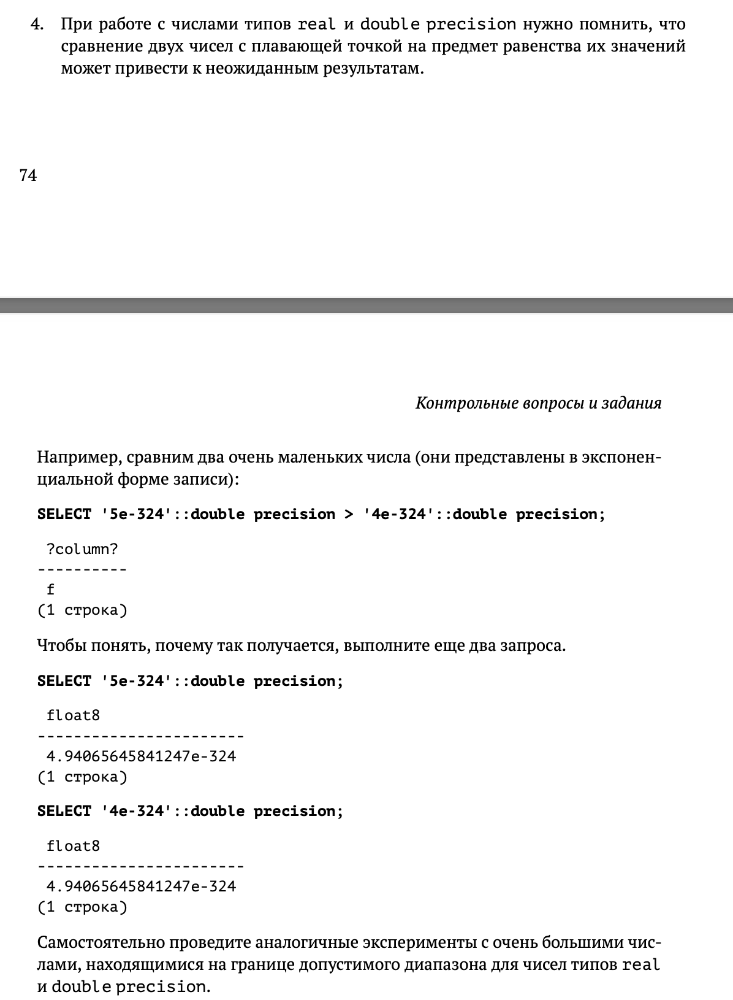 4. При работе с числами типов real и double precision нужно помнить, что
сравнение двух чисел с плавающей точкой на предмет равенства их значений
может привести к неожиданным результатам.
74
Контрольные вопросы и задания
Например, сравним два очень маленьких числа (они представлены в экспонен-
циальной форме записи):
SELECT '5e-324'::double precision > '4e-324'::double precision;
?column?
----------
f
(1 строка)
Чтобы понять, почему так получается, выполните еще два запроса.
SELECT '5e-324'::double precision;
float8
-----------------------
4.94065645841247e-324
(1 строка)
SELECT '4e-324'::double precision;
float8
-----------------------
4.94065645841247e-324
(1 строка)
Самостоятельно проведите аналогичные эксперименты с очень большими чис-
лами, находящимися на границе допустимого диапазона для чисел типов real
и double precision.